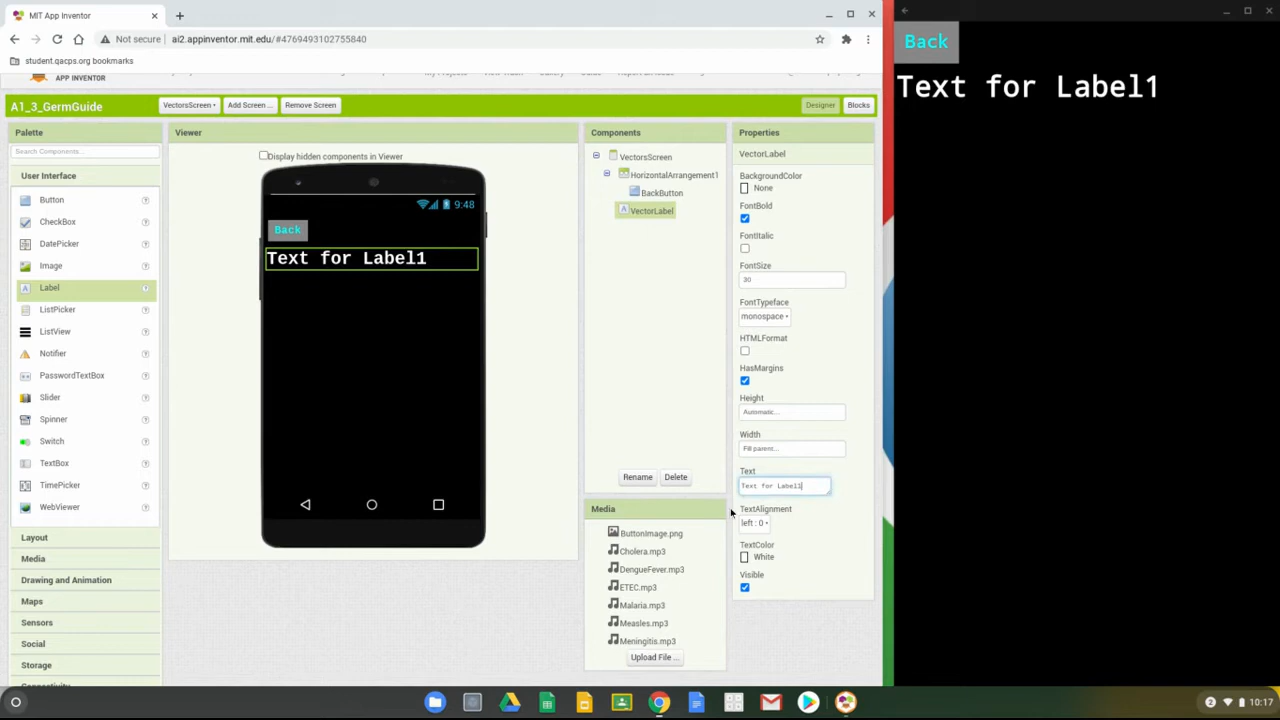 MIT App Inventor
Not secure
ai2.appinventor.mit.edu/#4769493102755840
student.qacps.org bookmarks
APP INVENTOR
A1_3_GermGuide
VectorsScreen
Add Screen ...
Remove Screen
Designer
Blocks
Palette
Search Components...
User Interface
Button
CheckBox
DatePicker
Image
Label
ListPicker
ListView
Notifier
PasswordTextBox
Slider
Spinner
Switch
TextBox
TimePicker
WebViewer
Layout
Media
Drawing and Animation
Maps
Sensors
Social
Storage
Viewer
Display hidden components in Viewer
9:48
Back
Text for Label1
Components
VectorsScreen
HorizontalArrangement1
BackButton
VectorLabel
Rename
Delete
Media
ButtonImage.png
Cholera.mp3
DengueFever.mp3
ETEC.mp3
Malaria.mp3
Measles.mp3
Meningitis.mp3
Upload File ...
Properties
VectorLabel
BackgroundColor
None
FontBold
FontItalic
FontSize
30
FontTypeface
monospace
HTMLFormat
HasMargins
Height
Automatic...
Width
Fill parent...
Text
Text for Label1
TextAlignment
left : 0
TextColor
White
Visible
Back
Text for Label1
2
10:17